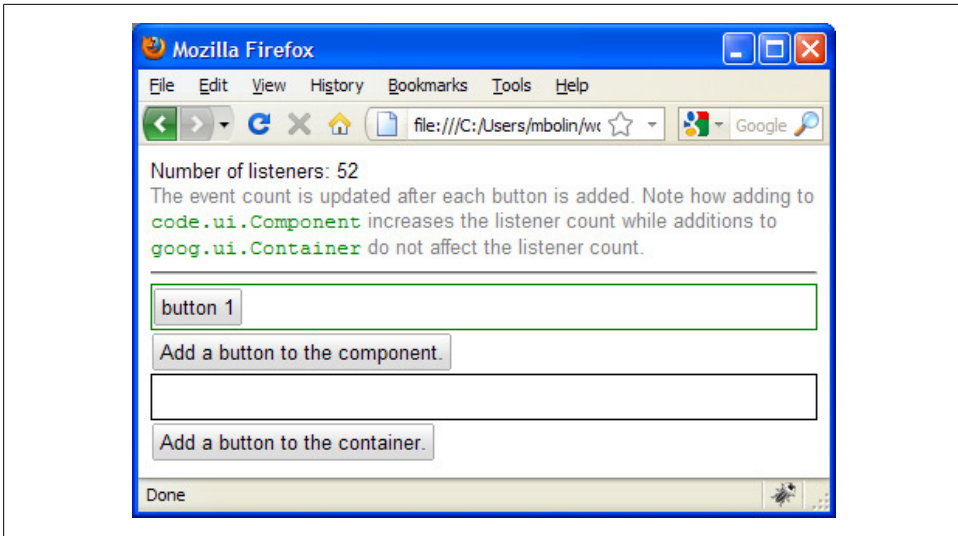 Mozilla Firefox
File Edit View History Bookmarks Tools Help
file:///C:/Users/mbolin/wo Google
Number of listeners: 52
The event count is updated after each button is added. Note how adding to
code.ui.Component increases the listener count while additions to
goog.ui.Container do not affect the listener count.
button 1
Add a button to the component.
Add a button to the container.
Done